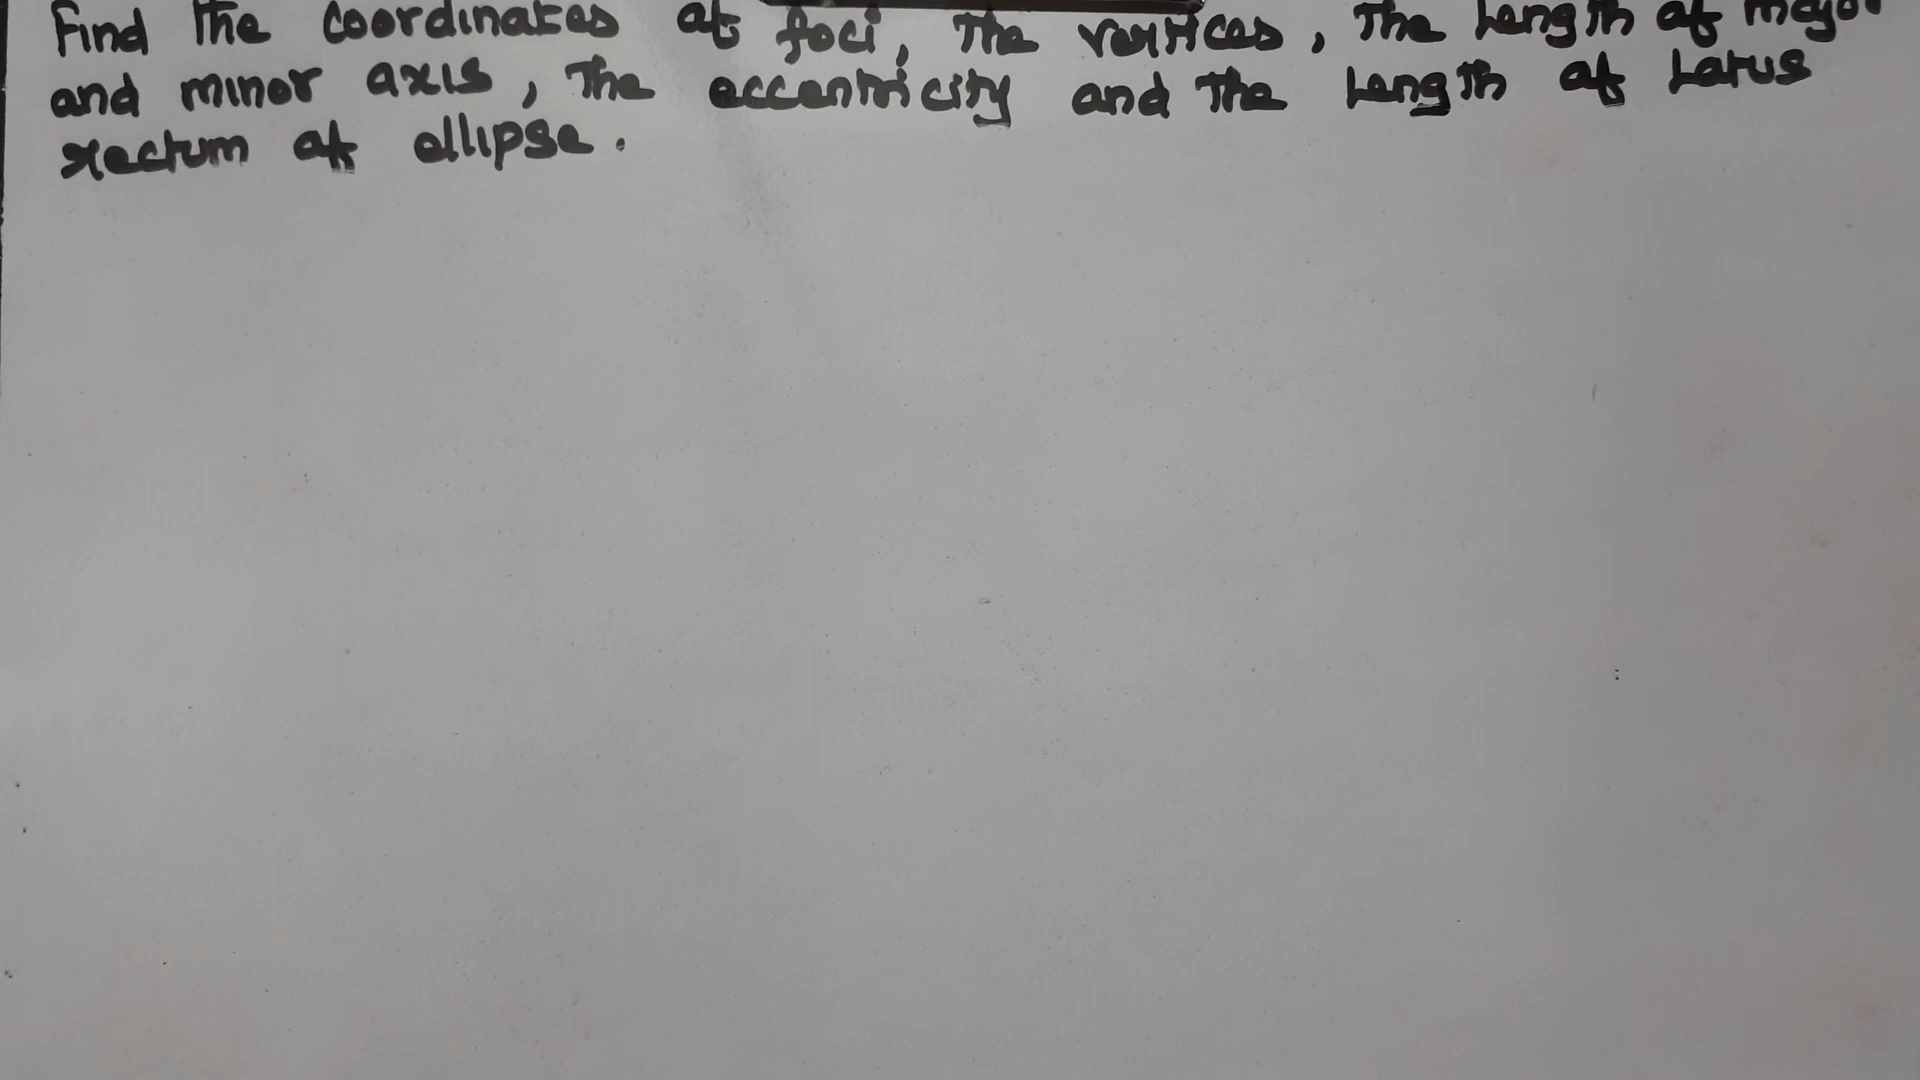 Find the coordinates of foci, The vertices, The Length of major
and minor axis, The eccentricity and The Length of Latus
rectum of ellipse.